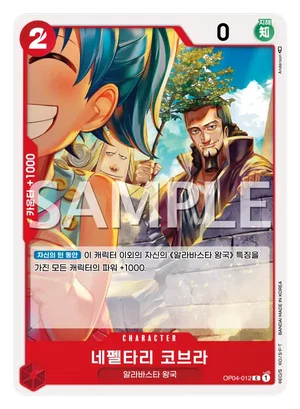 2
0
지혜
知
Anderson
카운터 +1000
SAMPLE
자신의 턴 동안 이 캐릭터 이외의 자신의 《알라바스타 왕국》 특징을
가진 모든 캐릭터의 파워 +1000.
CHARACTER
네펠타리 코브라
알라바스타 왕국
OP04-012 C 1
BANDAI MADE IN KOREA